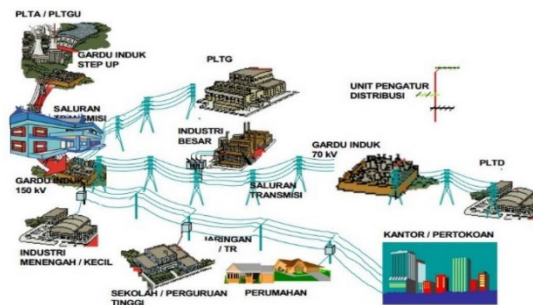 PLTA / PLTGU
GARDU INDUK
STEP UP
PLTG
UNIT PENGATUR
DISTRIBUSI
SALURAN
TRANSMISI
INDUSTRI
BESAR
GARDU INDUK
70 kV
PLTD
GARDU INDUK
150 kV
SALURAN
TRANSMISI
INDUSTRI
MENENGAH / KECIL
JARINGAN
/ TR
SEKOLAH / PERGURUAN
TINGGI
PERUMAHAN
KANTOR / PERTOKOAN